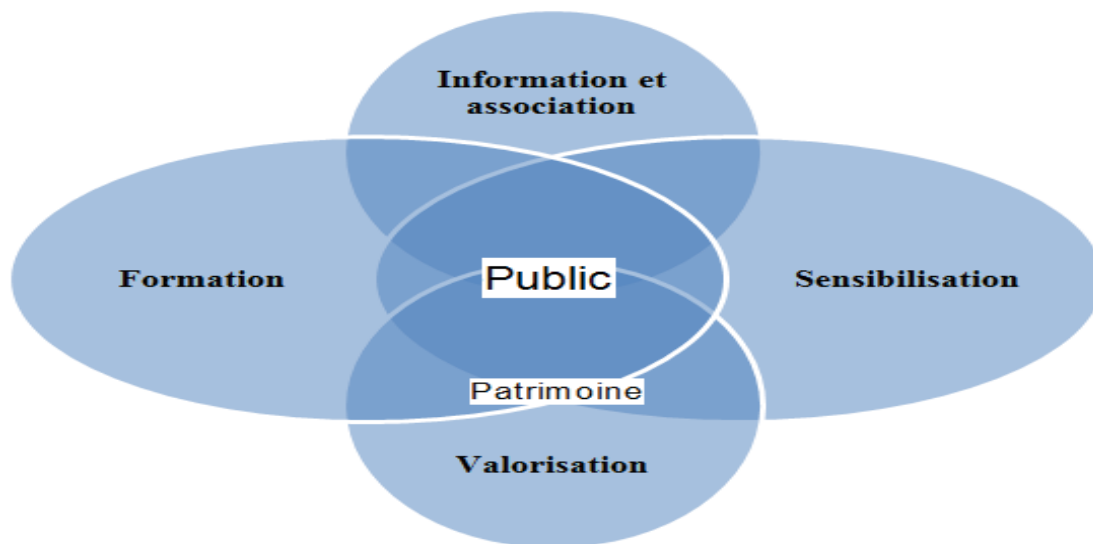 Information et
association
Formation
Public
Sensibilisation
Patrimoine
Valorisation